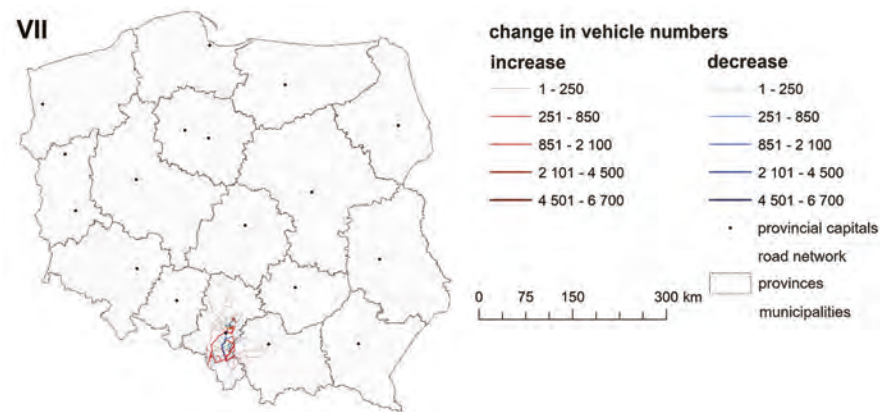 VII
change in vehicle numbers
increase
1 - 250
251 - 850
851 - 2 100
2 101 - 4 500
4 501 - 6 700
decrease
1 - 250
251 - 850
851 - 2 100
2 101 - 4 500
4 501 - 6 700
provincial capitals
road network
provinces
municipalities
0 75 150 300 km